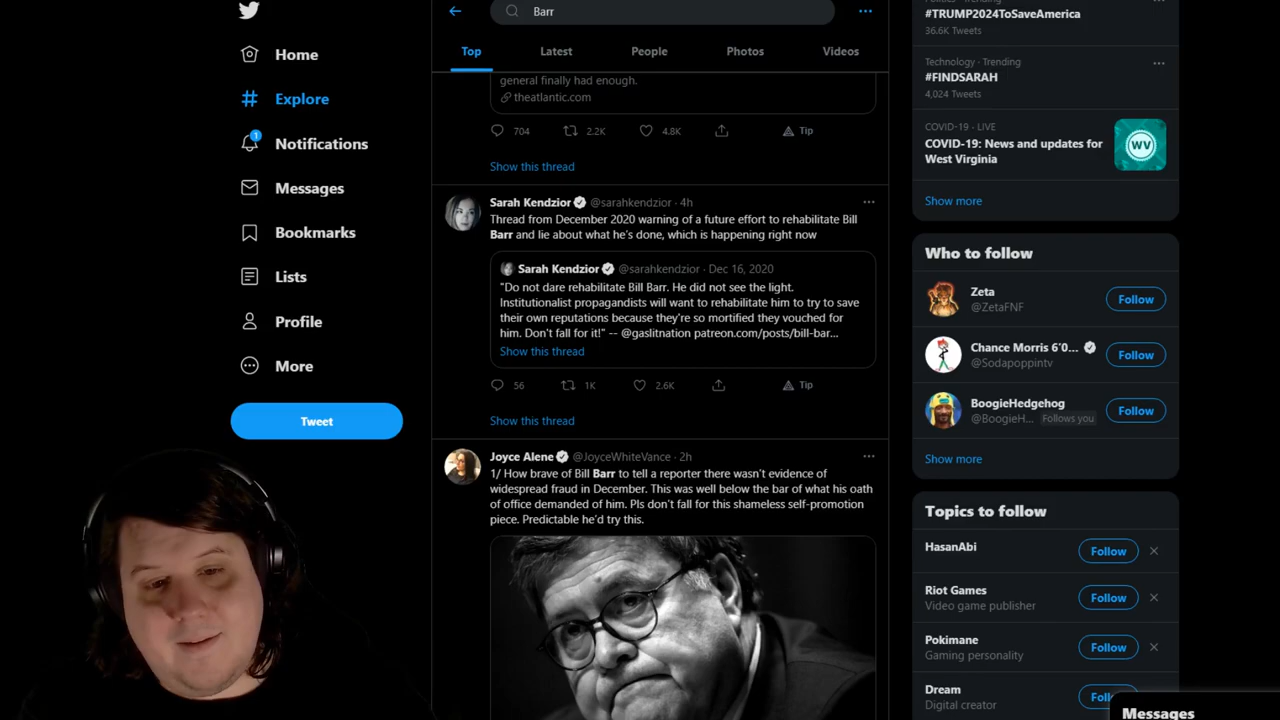 Home
Explore
1
Notifications
Messages
Bookmarks
Lists
Profile
More
Tweet
Barr
Top
Latest
People
Photos
Videos
general finally had enough.
theatlantic.com
704
2.2K
4.8K
Tip
Show this thread
Sarah Kendzior @sarahkendzior · 4h
Thread from December 2020 warning of a future effort to rehabilitate Bill
Barr and lie about what he's done, which is happening right now
Sarah Kendzior @sarahkendzior · Dec 16, 2020
"Do not dare rehabilitate Bill Barr. He did not see the light.
Institutionalist propagandists will want to rehabilitate him to try to save
their own reputations because they're so mortified they vouched for
him. Don't fall for it!" -- @gaslitnation patreon.com/posts/bill-bar...
Show this thread
56
1K
2.6K
Tip
Show this thread
Joyce Alene @JoyceWhiteVance · 2h
1/ How brave of Bill Barr to tell a reporter there wasn't evidence of
widespread fraud in December. This was well below the bar of what his oath
of office demanded of him. Pls don't fall for this shameless self-promotion
piece. Predictable he'd try this.
#TRUMP2024ToSaveAmerica
36.6K Tweets
Technology · Trending
#FINDSARAH
4,024 Tweets
COVID-19 · LIVE
COVID-19: News and updates for
West Virginia
WV
Show more
Who to follow
Zeta
@ZetaFNF
Follow
Chance Morris 6'0...
@Sodapoppintv
Follow
BoogieHedgehog
@BoogieH... Follows you
Follow
Show more
Topics to follow
HasanAbi
Follow
Riot Games
Video game publisher
Follow
Pokimane
Gaming personality
Follow
Dream
Digital creator
Messages